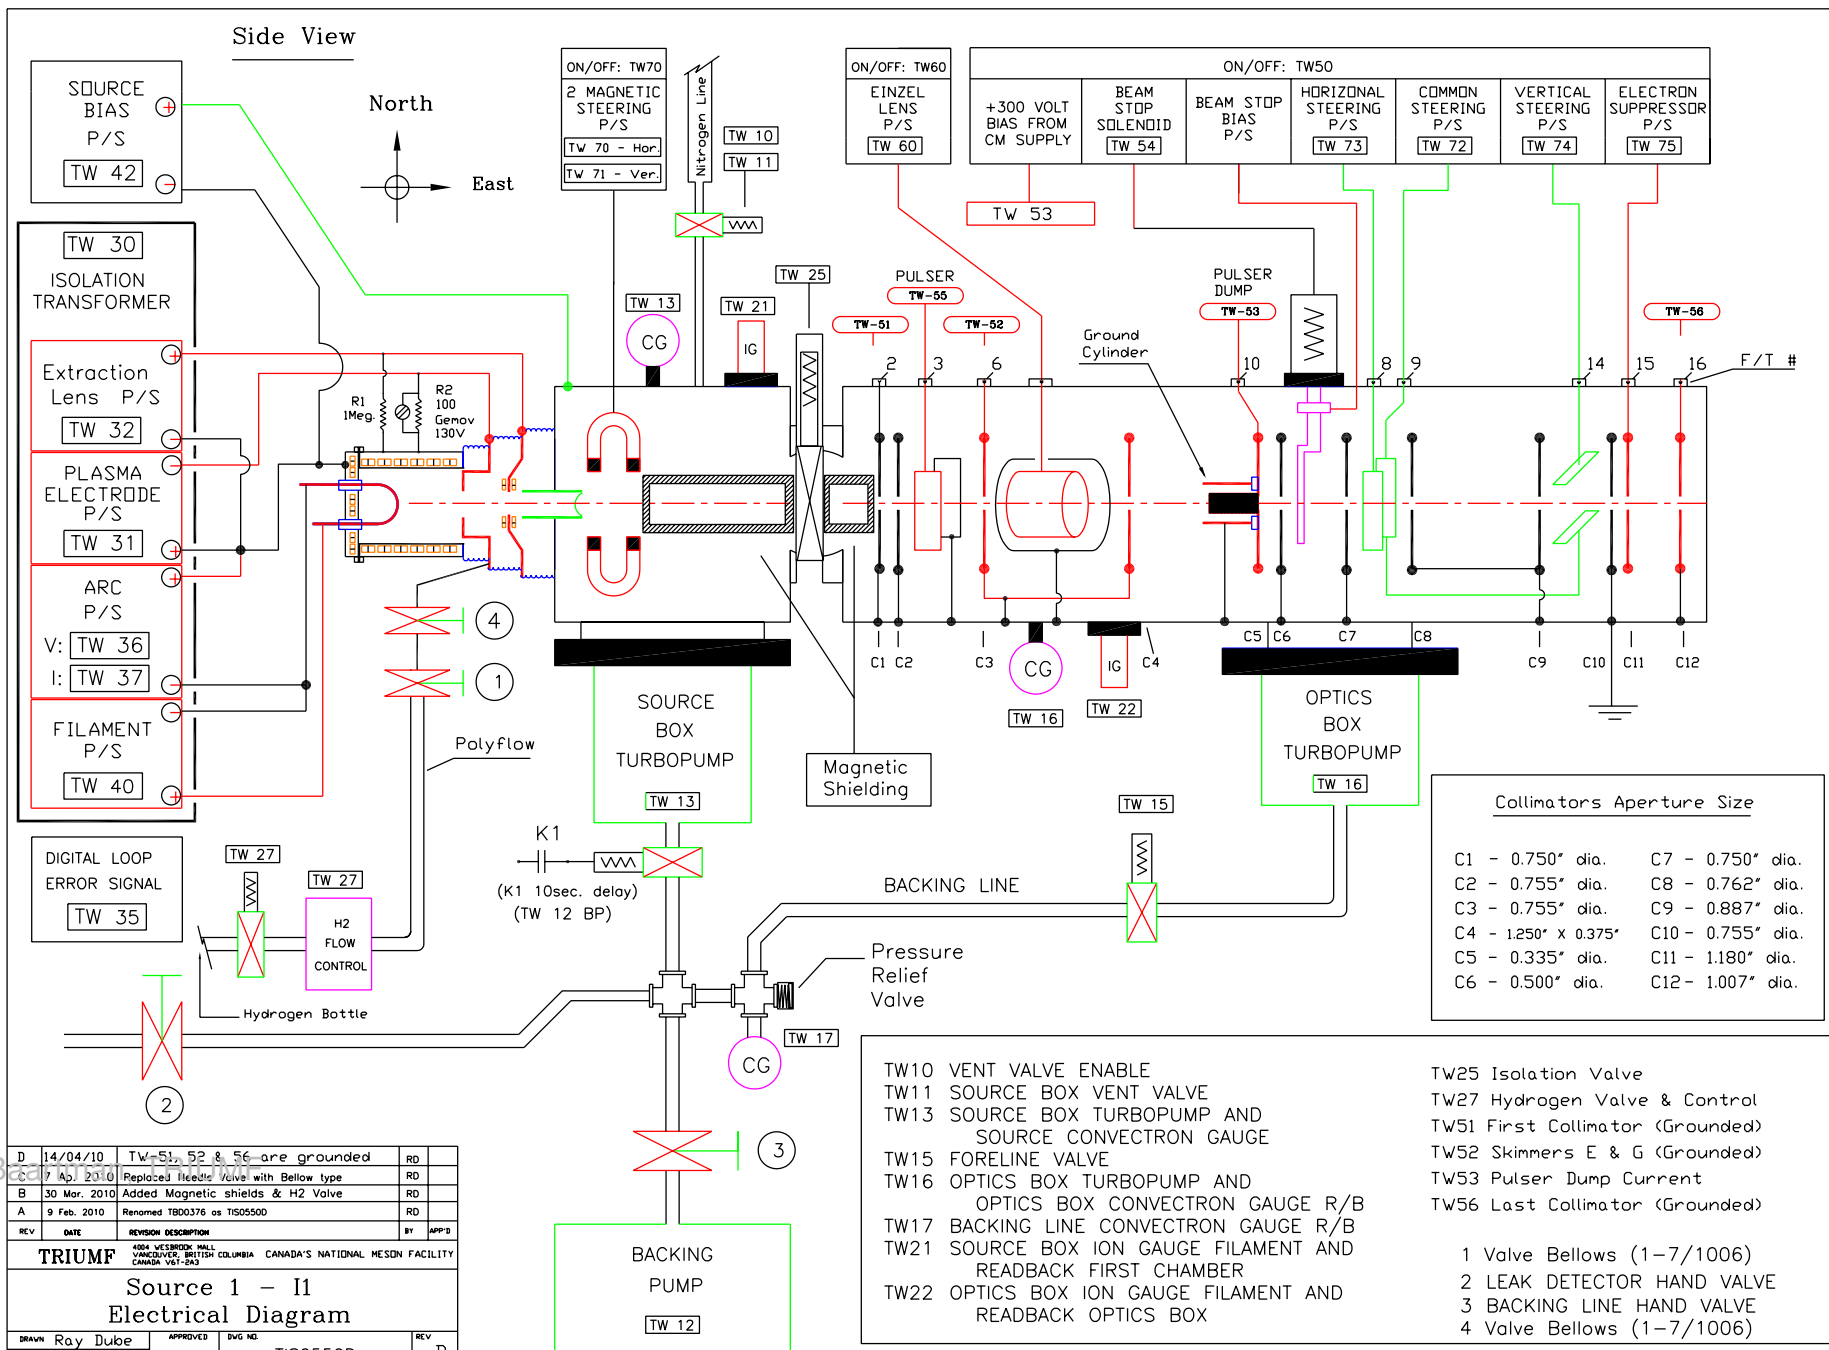 Side View
SOURCE
BIAS
P/S
TW 42
North
East
ON/OFF: TW70
2 MAGNETIC
STEERING
P/S
TW 70 - Hor.
TW 71 - Ver.
Nitrogen Line
TW 10
TW 11
ON/OFF: TW60
EINZEL
LENS
P/S
TW 60
ON/OFF: TW50
+300 VOLT
BIAS FROM
CM SUPPLY
BEAM
STOP
SOLENOID
TW 54
BEAM STOP
BIAS
P/S
HORIZONAL
STEERING
P/S
TW 73
COMMON
STEERING
P/S
TW 72
VERTICAL
STEERING
P/S
TW 74
ELECTRON
SUPPRESSOR
P/S
TW 75
TW 53
TW 30
ISOLATION
TRANSFORMER
Extraction
Lens P/S
TW 32
PLASMA
ELECTRODE
P/S
TW 31
ARC
P/S
V: TW 36
I: TW 37
FILAMENT
P/S
TW 40
DIGITAL LOOP
ERROR SIGNAL
TW 35
R1
1Meg.
R2
100
Gemov
130V
TW 13
CG
TW 21
IG
TW 25
PULSER
TW-55
TW-51
TW-52
PULSER
DUMP
TW-53
TW-56
Ground
Cylinder
2
3
6
10
8
9
14
15
16
F/T #
4
1
Polyflow
SOURCE
BOX
TURBOPUMP
TW 13
Magnetic
Shielding
C1
C2
C3
CG
TW 16
IG
TW 22
C4
C5
C6
C7
C8
C9
C10
C11
C12
OPTICS
BOX
TURBOPUMP
TW 16
TW 15
K1
(K1 10sec. delay)
(TW 12 BP)
BACKING LINE
TW 27
TW 27
H2
FLOW
CONTROL
Hydrogen Bottle
Pressure
Relief
Valve
TW 17
CG
2
3
BACKING
PUMP
TW 12
Collimators Aperture Size
C1 - 0.750" dia. C7 - 0.750" dia.
C2 - 0.755" dia. C8 - 0.762" dia.
C3 - 0.755" dia. C9 - 0.887" dia.
C4 - 1.250" X 0.375" C10 - 0.755" dia.
C5 - 0.335" dia. C11 - 1.180" dia.
C6 - 0.500" dia. C12 - 1.007" dia.
TW10 VENT VALVE ENABLE
TW11 SOURCE BOX VENT VALVE
TW13 SOURCE BOX TURBOPUMP AND
SOURCE CONVECTRON GAUGE
TW15 FORELINE VALVE
TW16 OPTICS BOX TURBOPUMP AND
OPTICS BOX CONVECTRON GAUGE R/B
TW17 BACKING LINE CONVECTRON GAUGE R/B
TW21 SOURCE BOX ION GAUGE FILAMENT AND
READBACK FIRST CHAMBER
TW22 OPTICS BOX ION GAUGE FILAMENT AND
READBACK OPTICS BOX
TW25 Isolation Valve
TW27 Hydrogen Valve & Control
TW51 First Collimator (Grounded)
TW52 Skimmers E & G (Grounded)
TW53 Pulser Dump Current
TW56 Last Collimator (Grounded)
1 Valve Bellows (1-7/1006)
2 LEAK DETECTOR HAND VALVE
3 BACKING LINE HAND VALVE
4 Valve Bellows (1-7/1006)
D 14/04/10 TW-51, 52 & 56 are grounded RD
Baartman TRIUMF
C 7 Ap. 2010 Replaced Needle Valve with Bellow type RD
B 30 Mar. 2010 Added Magnetic shields & H2 Valve RD
A 9 Feb. 2010 Renamed TBD0376 as TIS0550D RD
REV DATE REVISION DESCRIPTION BY APP'D
TRIUMF
4004 WESBROOK MALL
VANCOUVER, BRITISH COLUMBIA
CANADA V6T-2A3
CANADA'S NATIONAL MESON FACILITY
Source 1 - I1
Electrical Diagram
DRAWN Ray Dube APPROVED DWG NO. REV
TIS0550D D